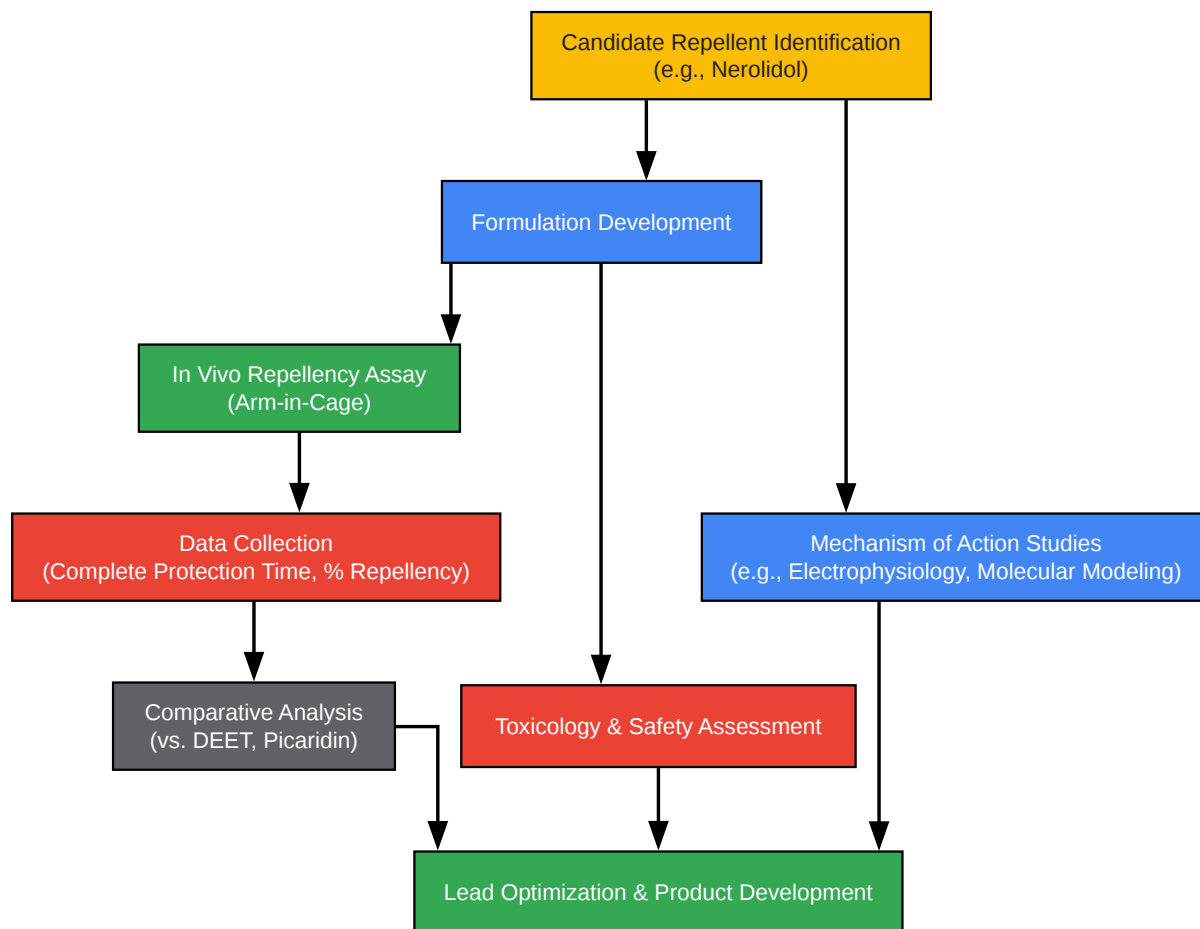 Candidate Repellent Identification
(e.g., Nerolidol)
Formulation Development
In Vivo Repellency Assay
(Arm-in-Cage)
Data Collection
(Complete Protection Time, % Repellency)
Mechanism of Action Studies
(e.g., Electrophysiology, Molecular Modeling)
Comparative Analysis
(vs. DEET, Picaridin)
Toxicology & Safety Assessment
Lead Optimization & Product Development